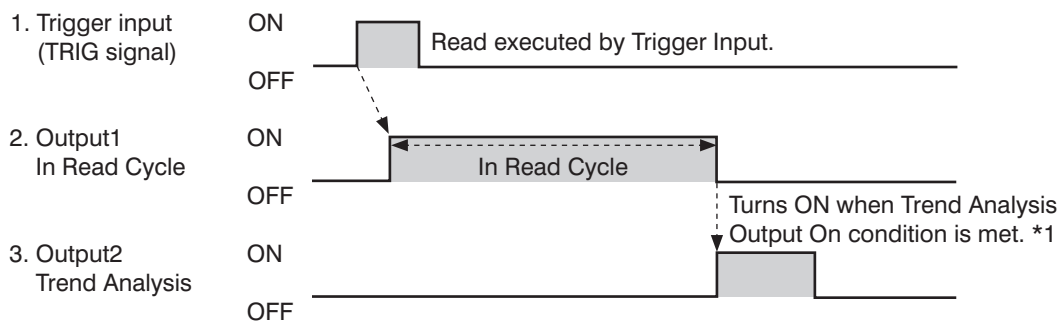 1. Trigger input
(TRIG signal)
ON
OFF
Read executed by Trigger Input.
2. Output1
In Read Cycle
ON
OFF
In Read Cycle
Turns ON when Trend Analysis
Output On condition is met. *1
3. Output2
Trend Analysis
ON
OFF